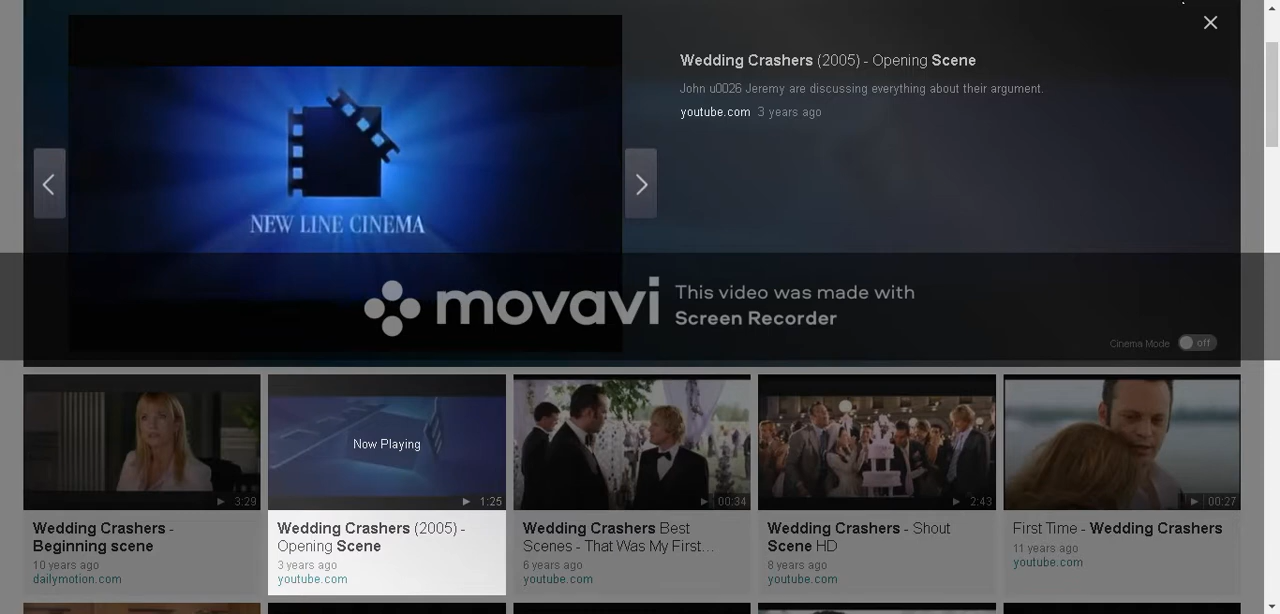 Wedding Crashers (2005) - Opening Scene
John u0026 Jeremy are discussing everything about their argument.
youtube.com 3 years ago
NEW LINE CINEMA
movavi
This video was made with
Screen Recorder
Cinema Mode off
3:29
Now Playing
1:25
00:34
2:43
00:27
Wedding Crashers -
Beginning scene
10 years ago
dailymotion.com
Wedding Crashers (2005) -
Opening Scene
3 years ago
youtube.com
Wedding Crashers Best
Scenes - That Was My First...
6 years ago
youtube.com
Wedding Crashers - Shout
Scene HD
8 years ago
youtube.com
First Time - Wedding Crashers
11 years ago
youtube.com